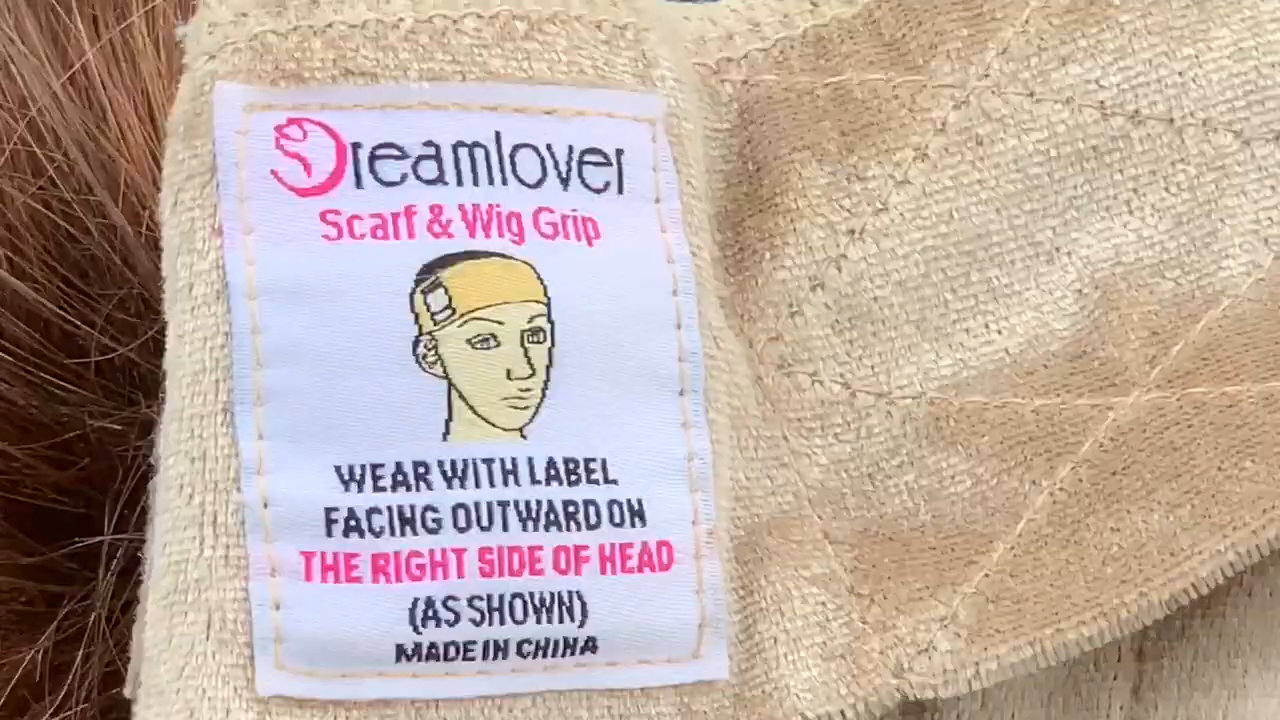 Dreamlover
Scarf & Wig Grip
WEAR WITH LABEL
FACING OUTWARD ON
THE RIGHT SIDE OF HEAD
(AS SHOWN)
MADE IN CHINA